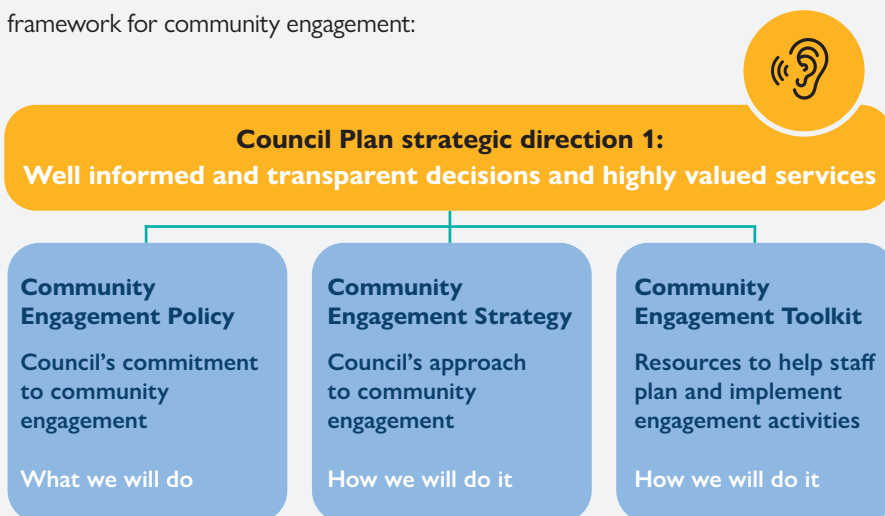 framework for community engagement:
Council Plan strategic direction 1:
Well informed and transparent decisions and highly valued services
Community
Engagement Policy
Council’s commitment
to community
engagement
What we will do
Community
Engagement Strategy
Council’s approach
to community
engagement
How we will do it
Community
Engagement Toolkit
Resources to help staff
plan and implement
engagement activities
How we will do it